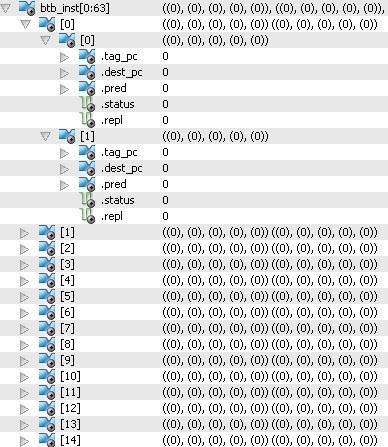 btb_inst[0:63] ((0), (0), (0), (0), (0)) ((0), (0), (0), (0), (0))
[0] ((0), (0), (0), (0), (0)) ((0), (0), (0), (0), (0))
[0] ((0), (0), (0), (0), (0))
.tag_pc 0
.dest_pc 0
.pred 0
.status 0
.repl 0
[1] ((0), (0), (0), (0), (0))
.tag_pc 0
.dest_pc 0
.pred 0
.status 0
.repl 0
[1] ((0), (0), (0), (0), (0)) ((0), (0), (0), (0), (0))
[2] ((0), (0), (0), (0), (0)) ((0), (0), (0), (0), (0))
[3] ((0), (0), (0), (0), (0)) ((0), (0), (0), (0), (0))
[4] ((0), (0), (0), (0), (0)) ((0), (0), (0), (0), (0))
[5] ((0), (0), (0), (0), (0)) ((0), (0), (0), (0), (0))
[6] ((0), (0), (0), (0), (0)) ((0), (0), (0), (0), (0))
[7] ((0), (0), (0), (0), (0)) ((0), (0), (0), (0), (0))
[8] ((0), (0), (0), (0), (0)) ((0), (0), (0), (0), (0))
[9] ((0), (0), (0), (0), (0)) ((0), (0), (0), (0), (0))
[10] ((0), (0), (0), (0), (0)) ((0), (0), (0), (0), (0))
[11] ((0), (0), (0), (0), (0)) ((0), (0), (0), (0), (0))
[12] ((0), (0), (0), (0), (0)) ((0), (0), (0), (0), (0))
[13] ((0), (0), (0), (0), (0)) ((0), (0), (0), (0), (0))
[14] ((0), (0), (0), (0), (0)) ((0), (0), (0), (0), (0))